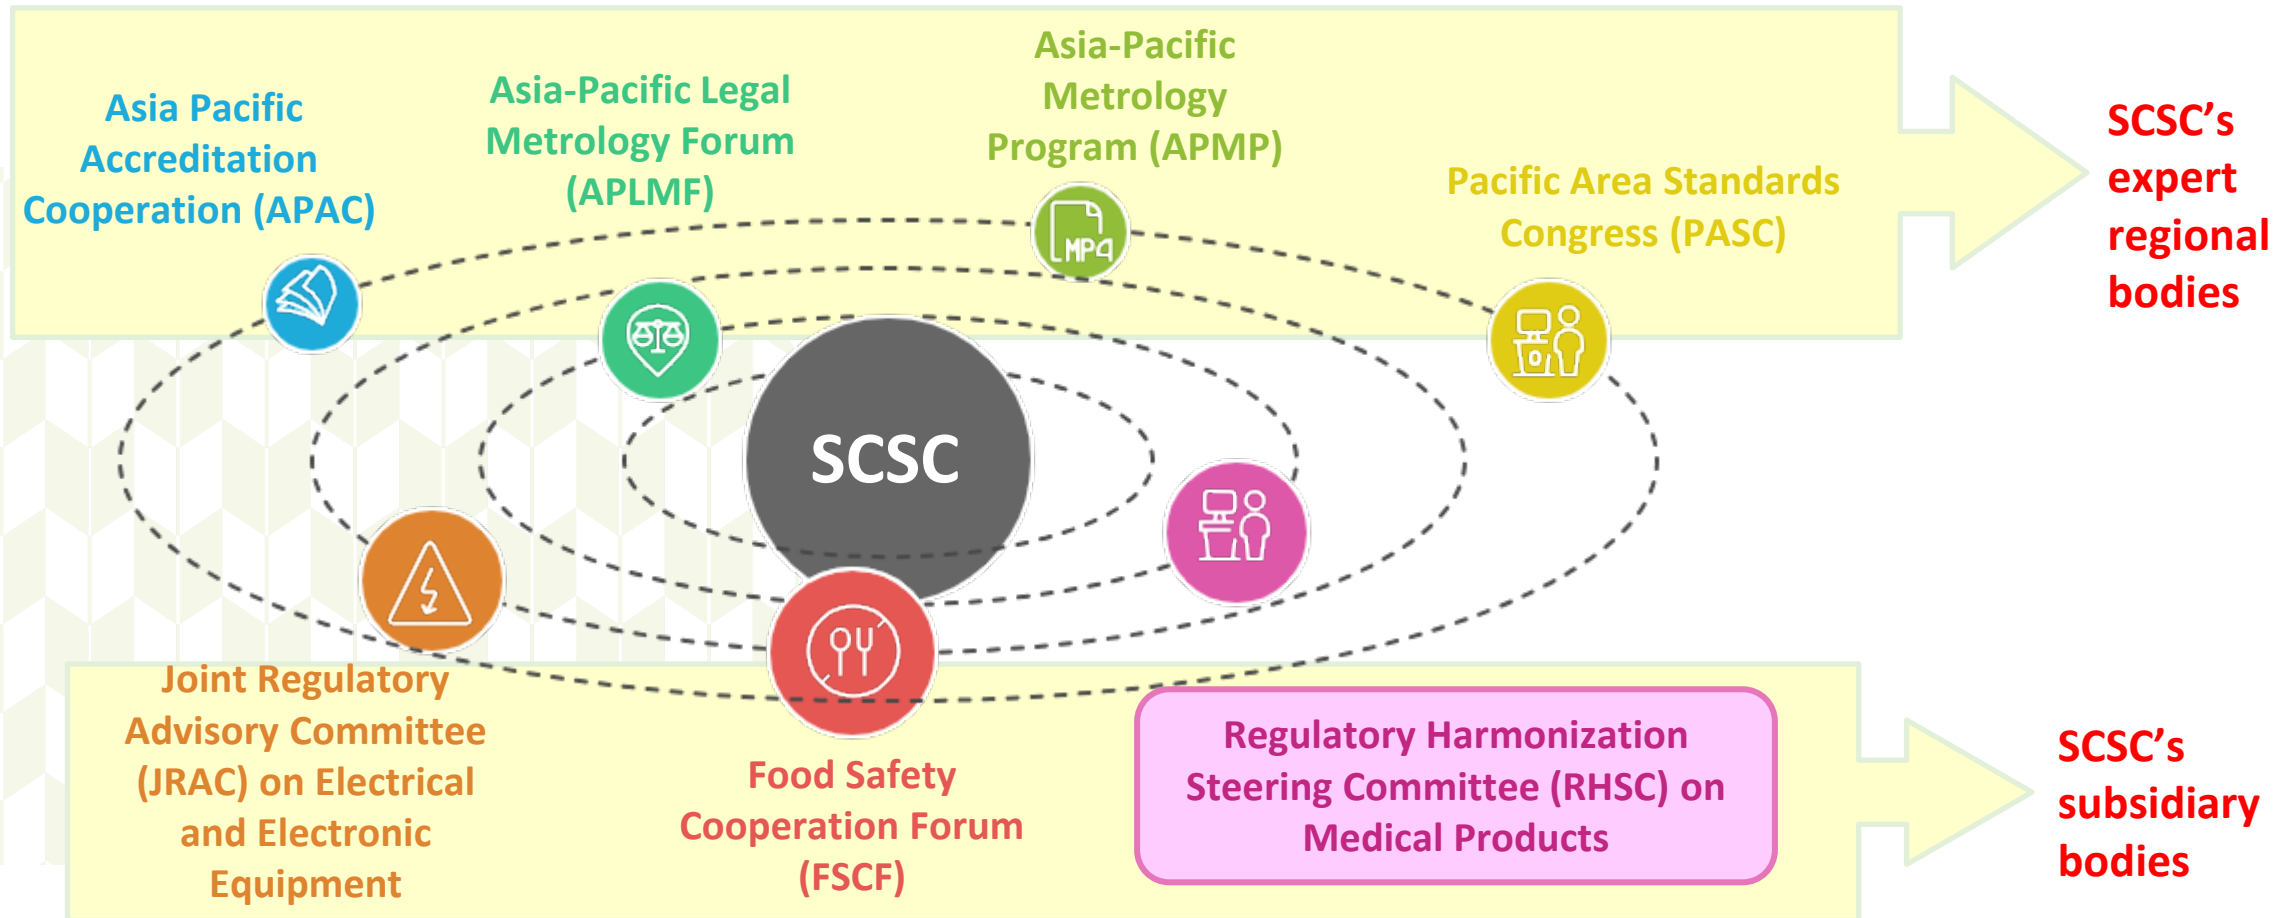 Asia Pacific
Accreditation
Cooperation (APAC)
Asia-Pacific Legal
Metrology Forum
(APLMF)
Asia-Pacific
Metrology
Program (APMP)
Pacific Area Standards
Congress (PASC)
SCSC's
expert
regional
bodies
MPq
SCSC
Joint Regulatory
Advisory Committee
(JRAC) on Electrical
and Electronic
Equipment
Food Safety
Cooperation Forum
(FSCF)
Regulatory Harmonization
Steering Committee (RHSC) on
Medical Products
SCSC's
subsidiary
bodies